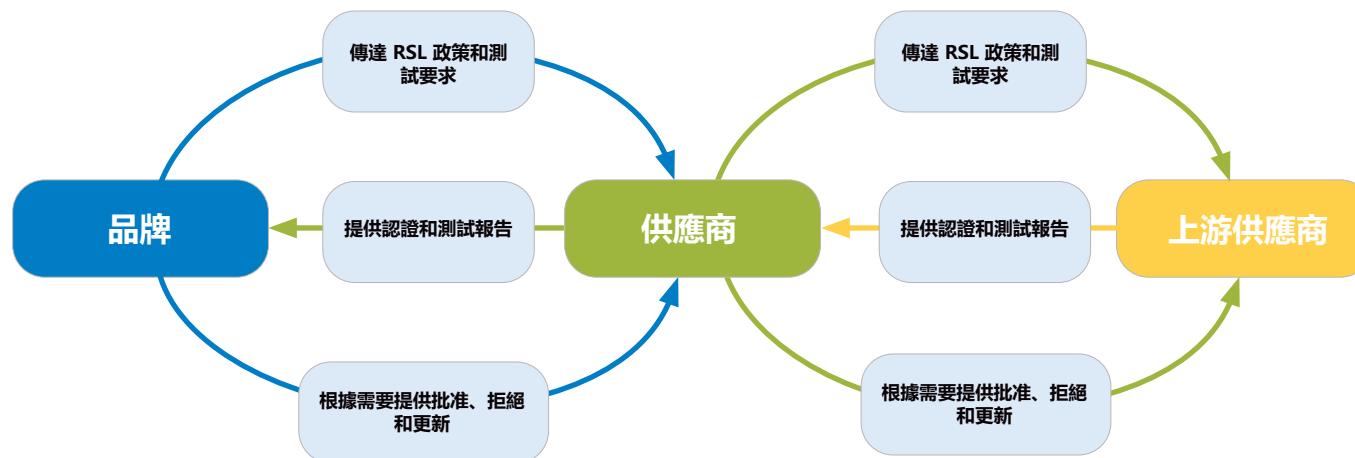 傳達 RSL 政策和測
試要求
傳達 RSL 政策和測
試要求
品牌
提供認證和測試報告
供應商
提供認證和測試報告
上游供應商
根據需要提供批准、拒絕
和更新
根據需要提供批准、拒絕
和更新